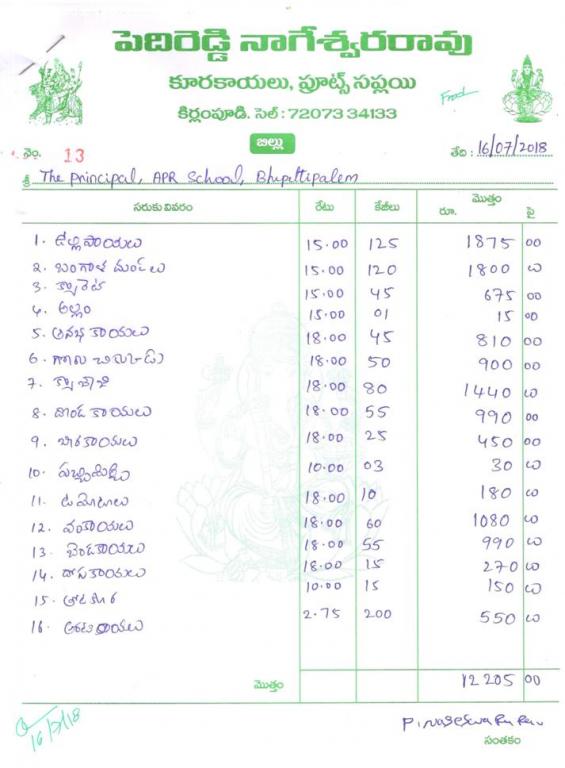 పెదిరెడ్డి నాగేశ్వరరావు
కూరకాయలు, ఫ్రూట్స్ సప్లయి
కిర్లంపూడి. సెల్ : 72073 34133
బిల్లు
నెం. 13 తేది : 16/07/2018
శ్రీ The principal, APR School, Bhupattipalem
సరుకు వివరం రేటు కేజీలు మొత్తం
రూ. పై
1. ఉల్లిపాయలు 15.00 125 1875 00
2. బంగాళ దుంపలు 15.00 120 1800 00
3. క్యారెట్ 15.00 45 675 00
4. అల్లం 15.00 01 15 00
5. ఆనభకాయలు 18.00 45 810 00
6. గోరు చిక్కుడు 18.00 50 900 00
7. క్యాబేజి 18.00 80 1440 00
8. దొండకాయలు 18.00 55 990 00
9. బీరకాయలు 18.00 25 450 00
10. పచ్చిమిర్చి 10.00 03 30 00
11. టమోటాలు 18.00 10 180 00
12. వంకాయలు 18.00 60 1080 00
13. బెండకాయలు 18.00 55 990 00
14. దోసకాయలు 18.00 15 270 00
15. తోటకూర 10.00 15 150 00
16. అరటికాయలు 2.75 200 550 00
మొత్తం 12205 00
16/7/18
P. Nageswara Rao
సంతకం